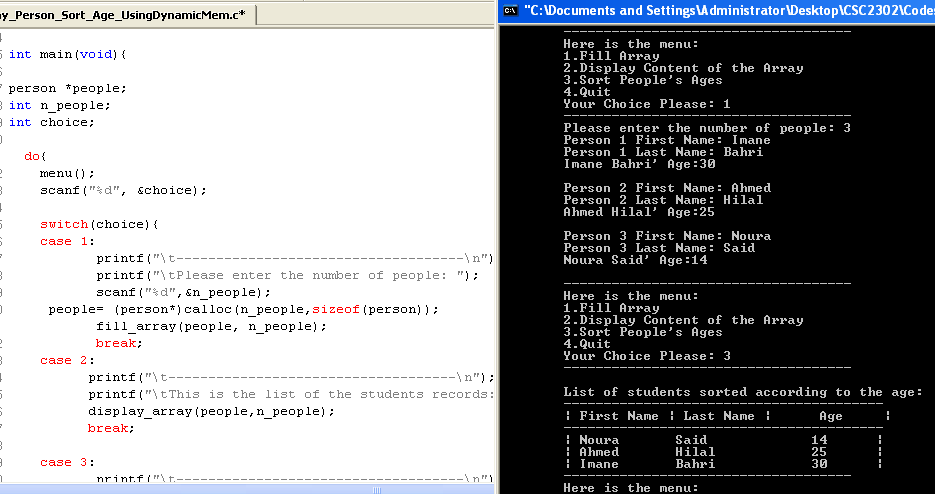 y_Person_Sort_Age_UsingDynamicMem.c*
int main(void){
person *people;
int n_people;
int choice;
do{
menu();
scanf("%d", &choice);
switch(choice){
case 1:
printf("\t-----------------------------------\n")
printf("\tPlease enter the number of people: ");
scanf("%d",&n_people);
people= (person*)calloc(n_people,sizeof(person));
fill_array(people, n_people);
break;
case 2:
printf("\t------------------------------------\n");
printf("\tThis is the list of the students records:
display_array(people,n_people);
break;
case 3:
printf("\t-----------------------------------\n")
"C:\Documents and Settings\Administrator\Desktop\CSC2302\Codes
------------------------------------
Here is the menu:
1.Fill Array
2.Display Content of the Array
3.Sort People's Ages
4.Quit
Your Choice Please: 1
------------------------------------
Please enter the number of people: 3
Person 1 First Name: Imane
Person 1 Last Name: Bahri
Imane Bahri' Age:30
Person 2 First Name: Ahmed
Person 2 Last Name: Hilal
Ahmed Hilal' Age:25
Person 3 First Name: Noura
Person 3 Last Name: Said
Noura Said' Age:14
------------------------------------
Here is the menu:
1.Fill Array
2.Display Content of the Array
3.Sort People's Ages
4.Quit
Your Choice Please: 3
------------------------------------
List of students sorted according to the age:
----------------------------------------
| First Name | Last Name | Age |
----------------------------------------
| Noura Said 14 |
| Ahmed Hilal 25 |
| Imane Bahri 30 |
------------------------------------
Here is the menu: